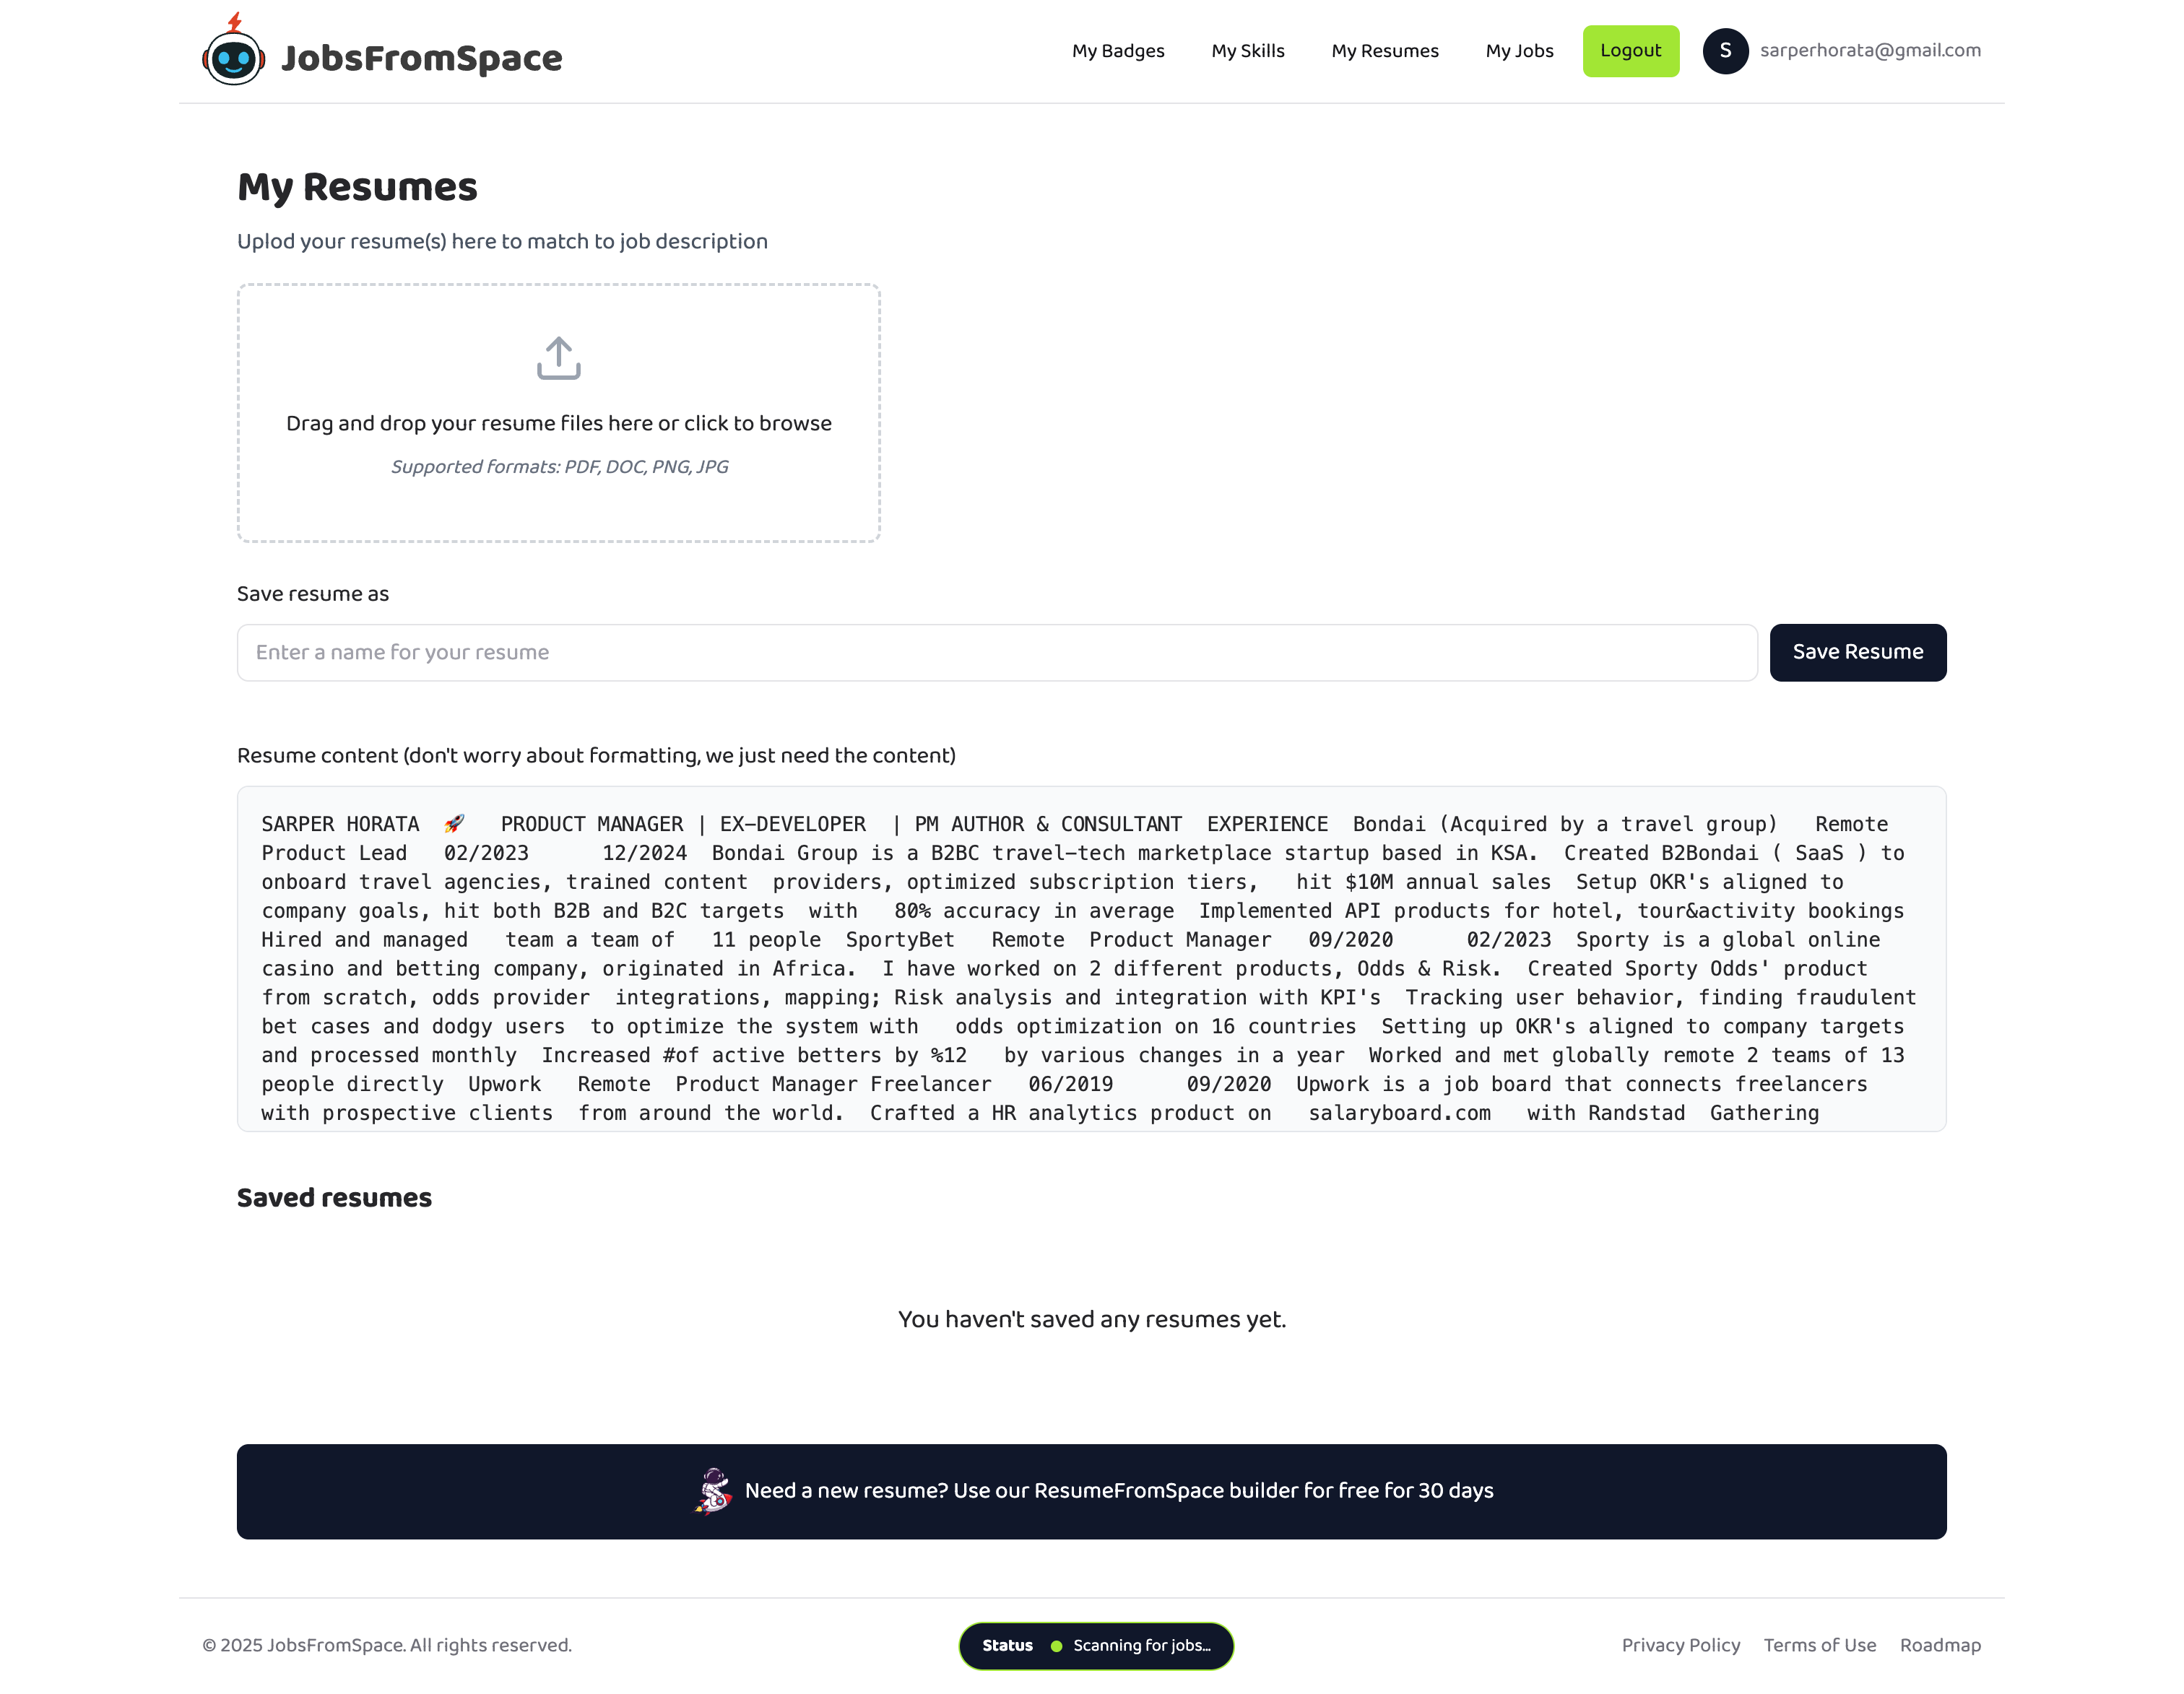 JobsFromSpace
My Badges My Skills My Resumes My Jobs Logout S sarperhorata@gmail.com
My Resumes
Uplod your resume(s) here to match to job description
Drag and drop your resume files here or click to browse
Supported formats: PDF, DOC, PNG, JPG
Save resume as
Enter a name for your resume
Save Resume
Resume content (don't worry about formatting, we just need the content)
SARPER HORATA 🚀 PRODUCT MANAGER | EX-DEVELOPER | PM AUTHOR & CONSULTANT EXPERIENCE Bondai (Acquired by a travel group) Remote
Product Lead 02/2023 12/2024 Bondai Group is a B2BC travel-tech marketplace startup based in KSA. Created B2Bondai ( SaaS ) to
onboard travel agencies, trained content providers, optimized subscription tiers, hit $10M annual sales Setup OKR's aligned to
company goals, hit both B2B and B2C targets with 80% accuracy in average Implemented API products for hotel, tour&activity bookings
Hired and managed team a team of 11 people SportyBet Remote Product Manager 09/2020 02/2023 Sporty is a global online
casino and betting company, originated in Africa. I have worked on 2 different products, Odds & Risk. Created Sporty Odds' product
from scratch, odds provider integrations, mapping; Risk analysis and integration with KPI's Tracking user behavior, finding fraudulent
bet cases and dodgy users to optimize the system with odds optimization on 16 countries Setting up OKR's aligned to company targets
and processed monthly Increased #of active betters by %12 by various changes in a year Worked and met globally remote 2 teams of 13
people directly Upwork Remote Product Manager Freelancer 06/2019 09/2020 Upwork is a job board that connects freelancers
with prospective clients from around the world. Crafted a HR analytics product on salaryboard.com with Randstad Gathering
Saved resumes
You haven't saved any resumes yet.
Need a new resume? Use our ResumeFromSpace builder for free for 30 days
© 2025 JobsFromSpace. All rights reserved.
Status Scanning for jobs...
Privacy Policy Terms of Use Roadmap